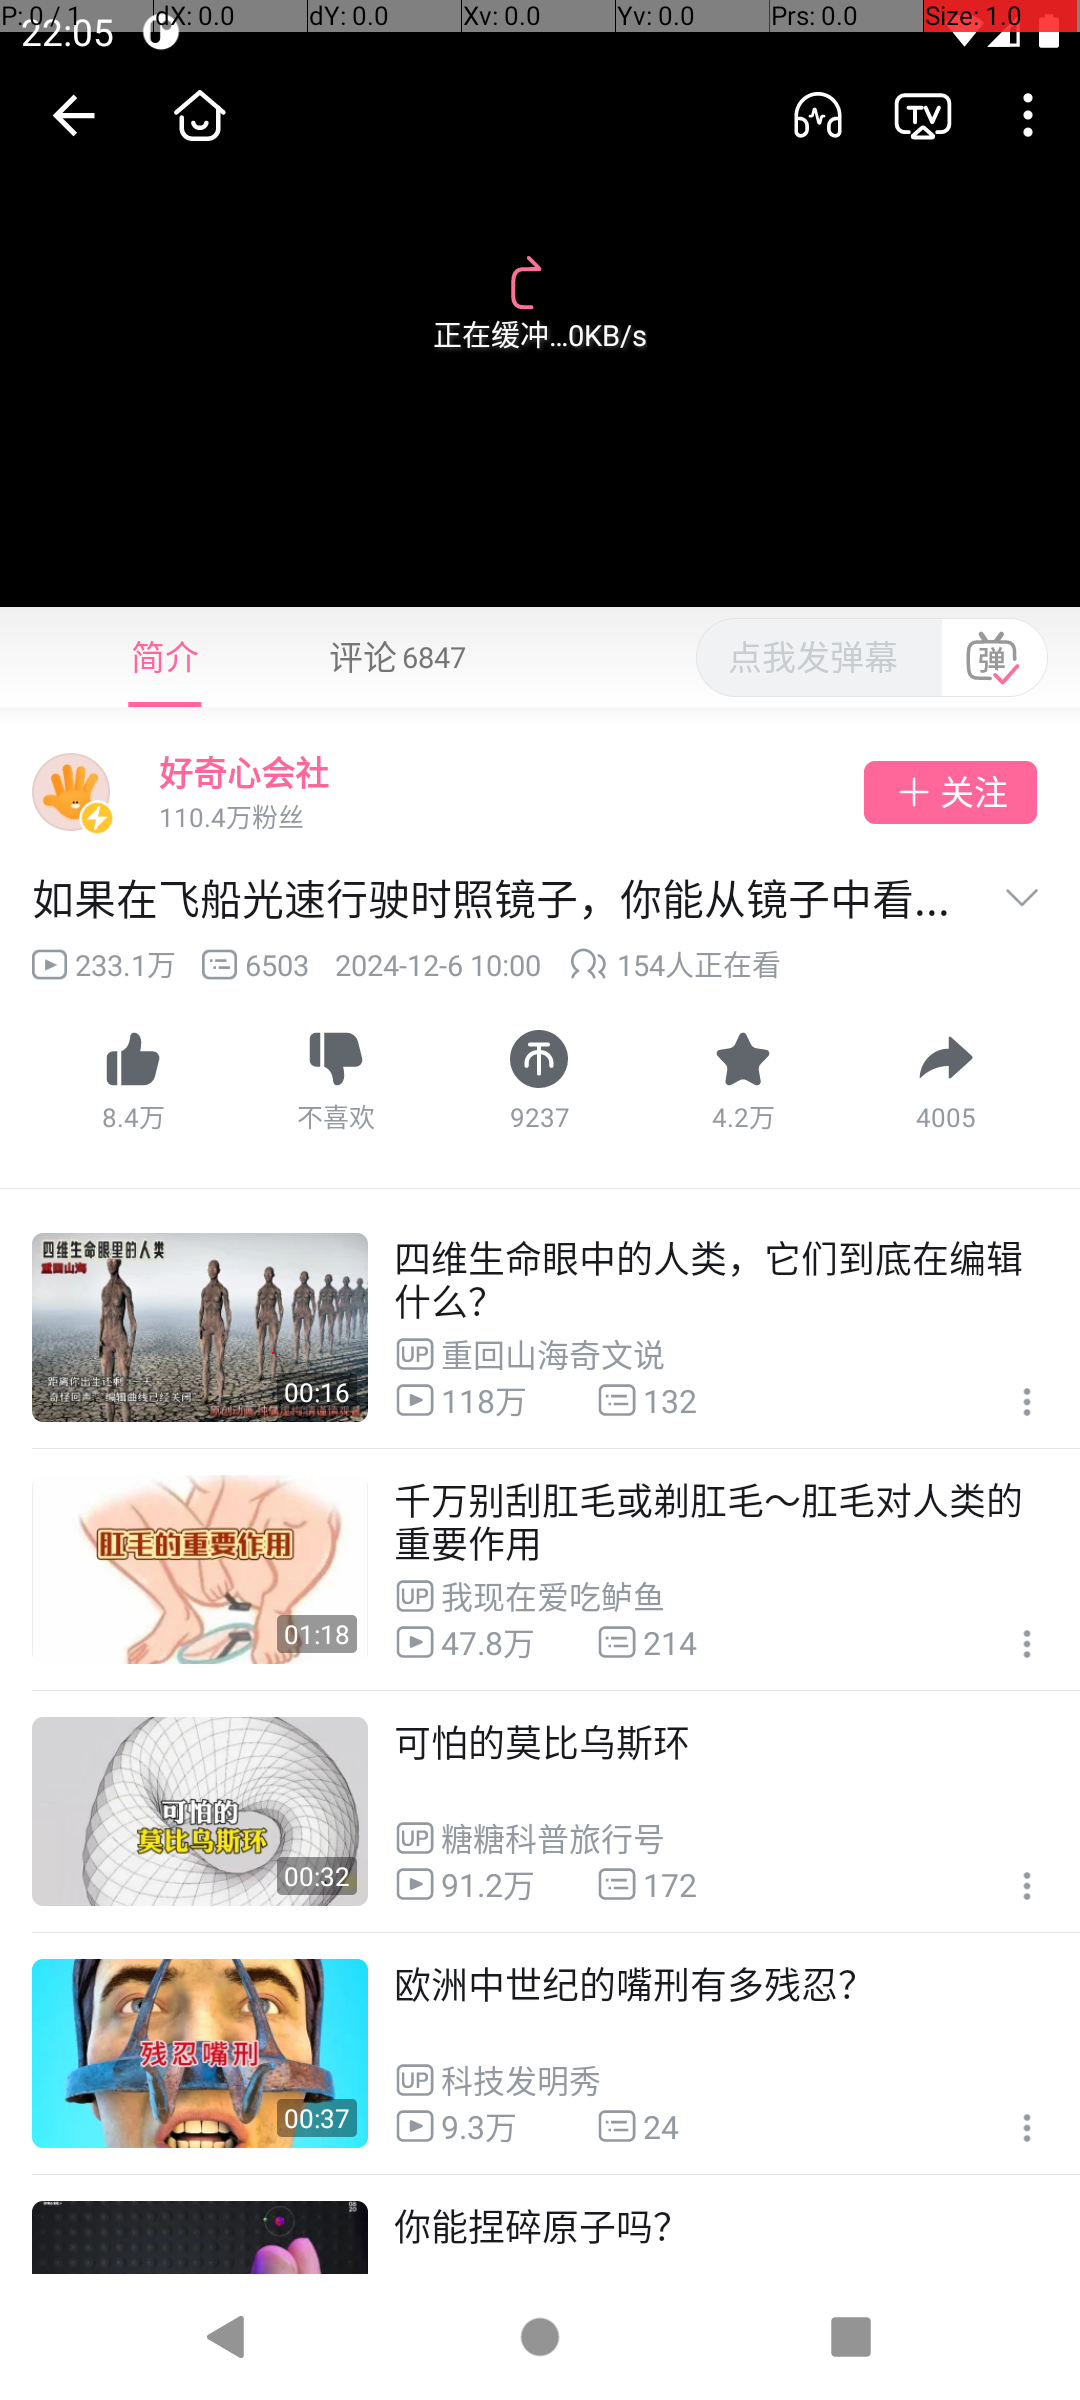 P: 0 / 1 dX: 0.0 dY: 0.0 Xv: 0.0 Yv: 0.0 Prs: 0.0 Size: 1.0
22:05
TV
正在缓冲...0KB/s
简介 评论 6847 点我发弹幕 弹
好奇心会社
110.4万粉丝
关注
如果在飞船光速行驶时照镜子，你能从镜子中看...
233.1万 6503 2024-12-6 10:00 154人正在看
8.4万 不喜欢 9237 4.2万 4005
四维生命眼里的人类
重回山海
距离你出生还剩 一天
00:16
四维生命眼中的人类，它们到底在编辑
什么？
UP 重回山海奇文说
118万 132
肛毛的重要作用
01:18
千万别刮肛毛或剃肛毛～肛毛对人类的
重要作用
UP 我现在爱吃鲈鱼
47.8万 214
可怕的
莫比乌斯环
00:32
可怕的莫比乌斯环
UP 糖糖科普旅行号
91.2万 172
残忍嘴刑
00:37
欧洲中世纪的嘴刑有多残忍？
UP 科技发明秀
9.3万 24
你能捏碎原子吗？